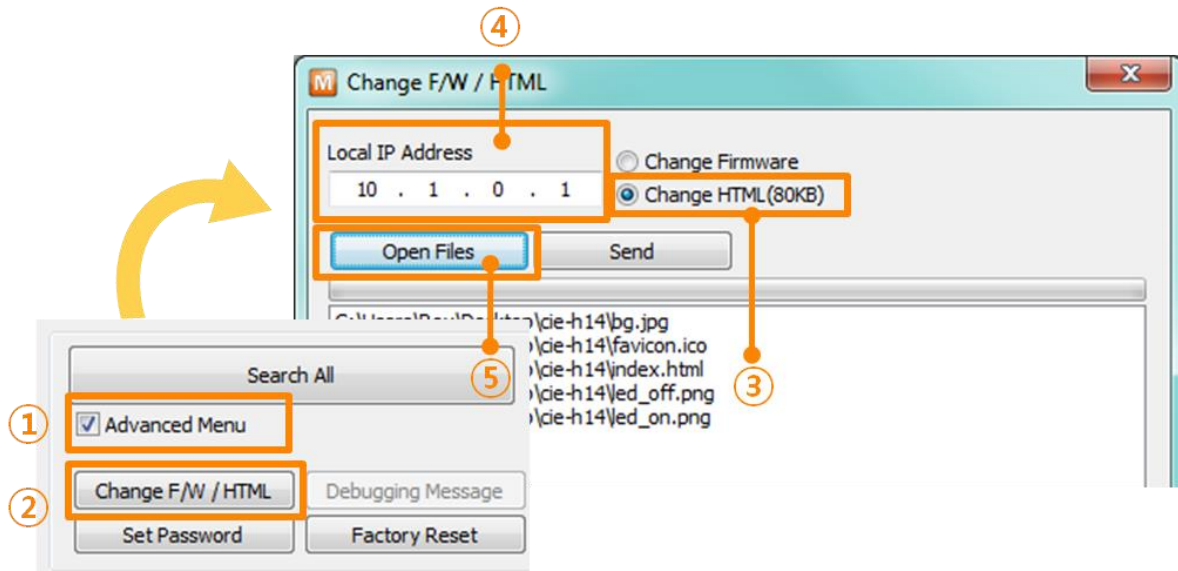 ④
Change F/W / HTML
Local IP Address
10 . 1 . 0 . 1
Change Firmware
Change HTML(80KB)
Open Files
Send
\cie-h14\bg.jpg
\cie-h14\favicon.ico
\cie-h14\index.html
\cie-h14\led_off.png
\cie-h14\led_on.png
③
⑤
Search All
① Advanced Menu
② Change F/W / HTML
Debugging Message
Set Password
Factory Reset